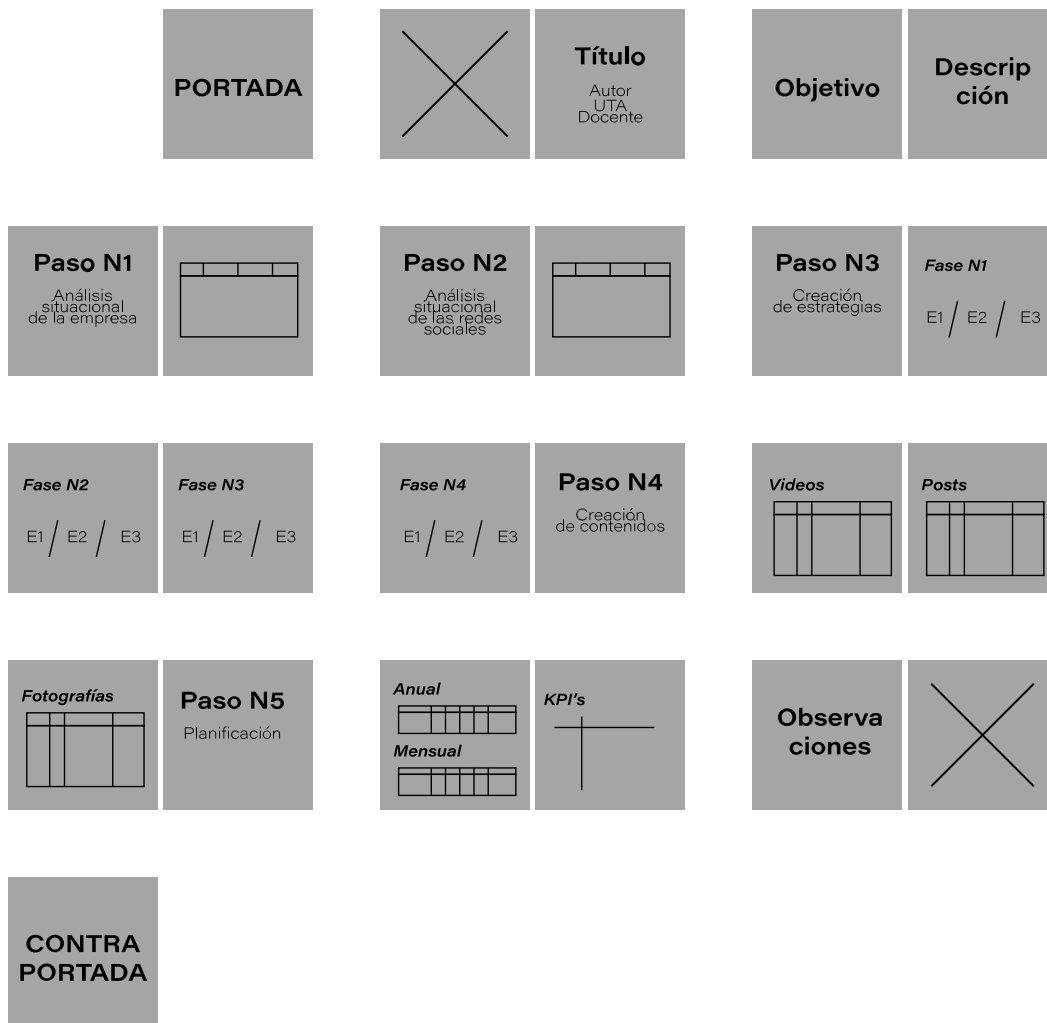 PORTADA
Título
Autor
UTA
Docente
Objetivo
Descrip
ción
Paso N1
Análisis
situacional
de la empresa
Paso N2
Análisis
situacional
de las redes
sociales
Paso N3
Creación
de estrategias
Fase N1
E1 / E2 / E3
Fase N2
E1 / E2 / E3
Fase N3
E1 / E2 / E3
Fase N4
E1 / E2 / E3
Paso N4
Creación
de contenidos
Videos
Posts
Fotografías
Paso N5
Planificación
Anual
Mensual
KPI's
Observa
ciones
CONTRA
PORTADA